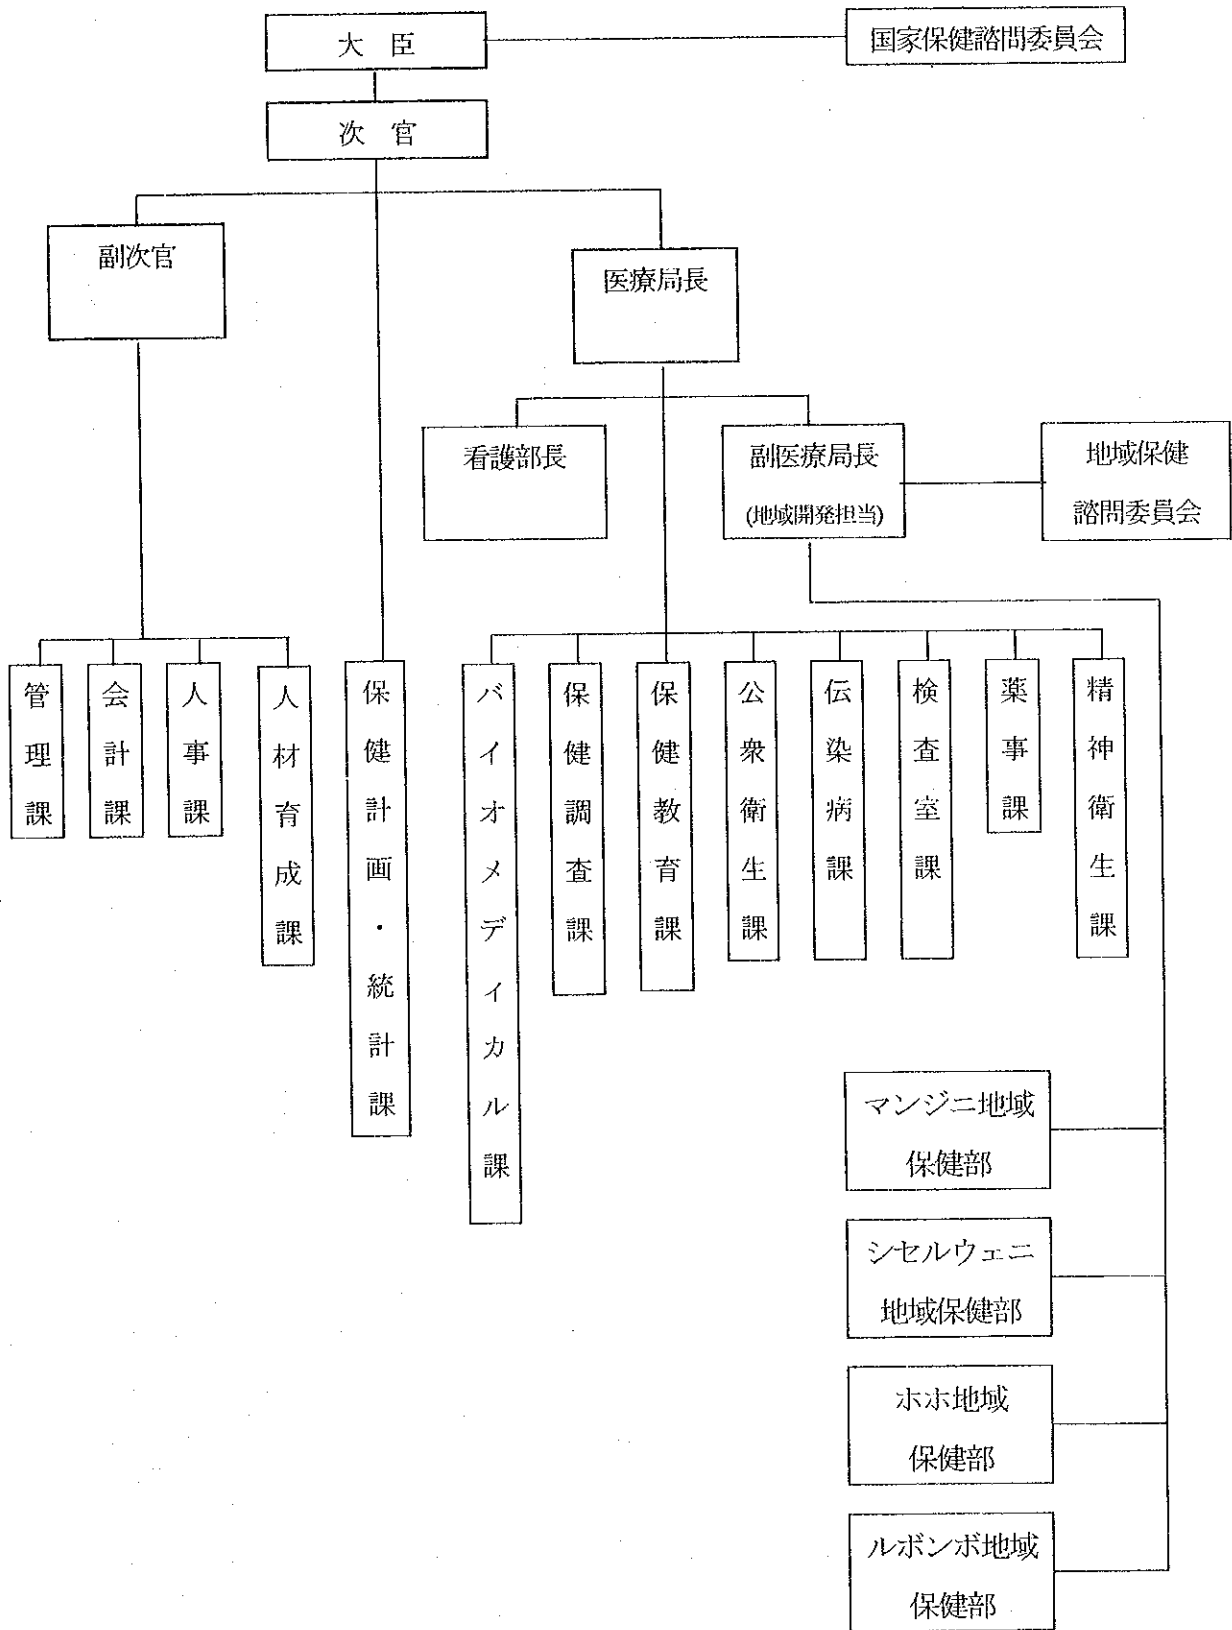 大 臣
国家保健諮問委員会
次 官
副次官
医療局長
看護部長
副医療局長
(地域開発担当)
地域保健
諮問委員会
管理課
会計課
人事課
人材育成課
保健計画・統計課
バイオメディカル課
保健調査課
保健教育課
公衆衛生課
伝染病課
検査室課
薬事課
精神衛生課
マンジニ地域
保健部
シセルウェニ
地域保健部
ホホ地域
保健部
ルボンボ地域
保健部